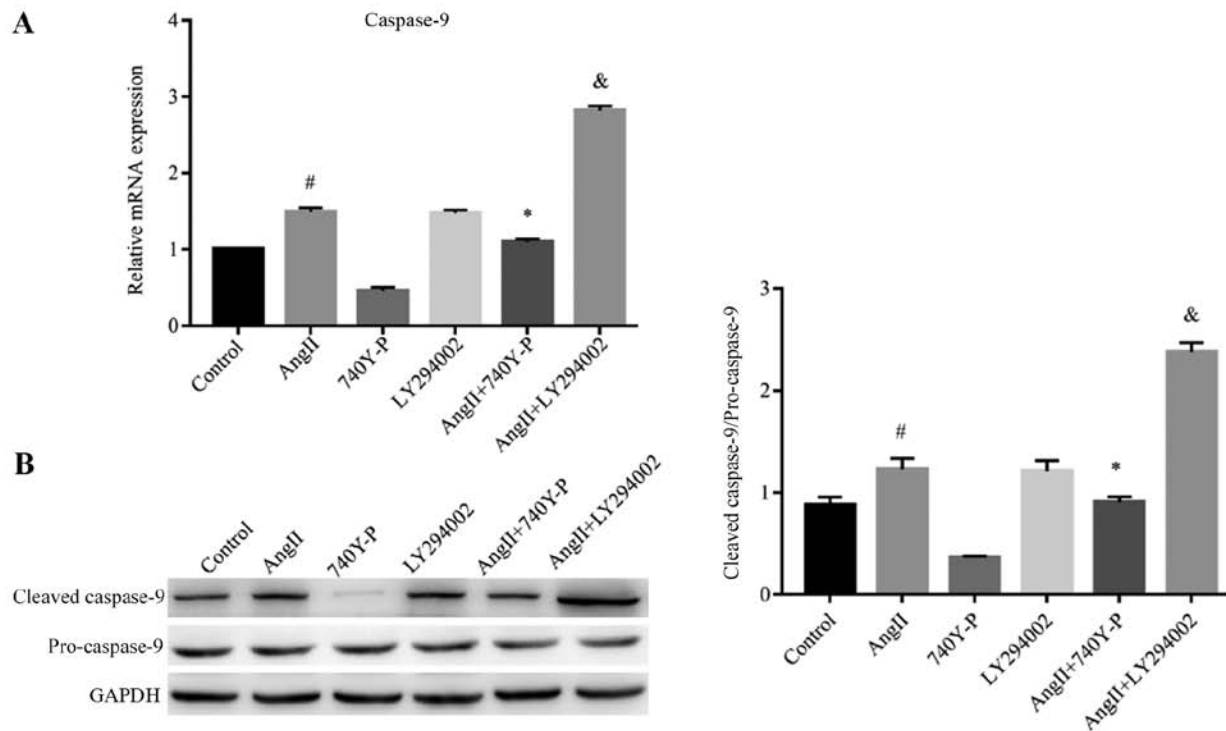 A
Caspase-9
Relative mRNA expression
4
3
2
1
0
#
*
&
Control
AngII
740Y-P
LY294002
AngII+740Y-P
AngII+LY294002
B
Control
AngII
740Y-P
LY294002
AngII+740Y-P
AngII+LY294002
Cleaved caspase-9
Pro-caspase-9
GAPDH
Cleaved caspase-9/Pro-caspase-9
3
2
1
0
#
*
&
Control
AngII
740Y-P
LY294002
AngII+740Y-P
AngII+LY294002